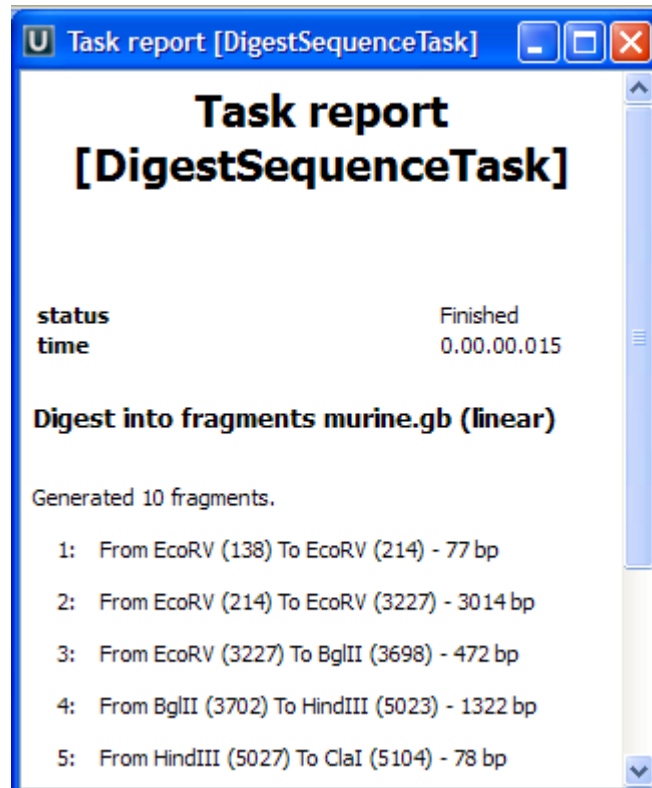 U Task report [DigestSequenceTask]
Task report
[DigestSequenceTask]
status Finished
time 0.00.00.015
Digest into fragments murine.gb (linear)
Generated 10 fragments.
1: From EcoRV (138) To EcoRV (214) - 77 bp
2: From EcoRV (214) To EcoRV (3227) - 3014 bp
3: From EcoRV (3227) To BglII (3698) - 472 bp
4: From BglII (3702) To HindIII (5023) - 1322 bp
5: From HindIII (5027) To ClaI (5104) - 78 bp